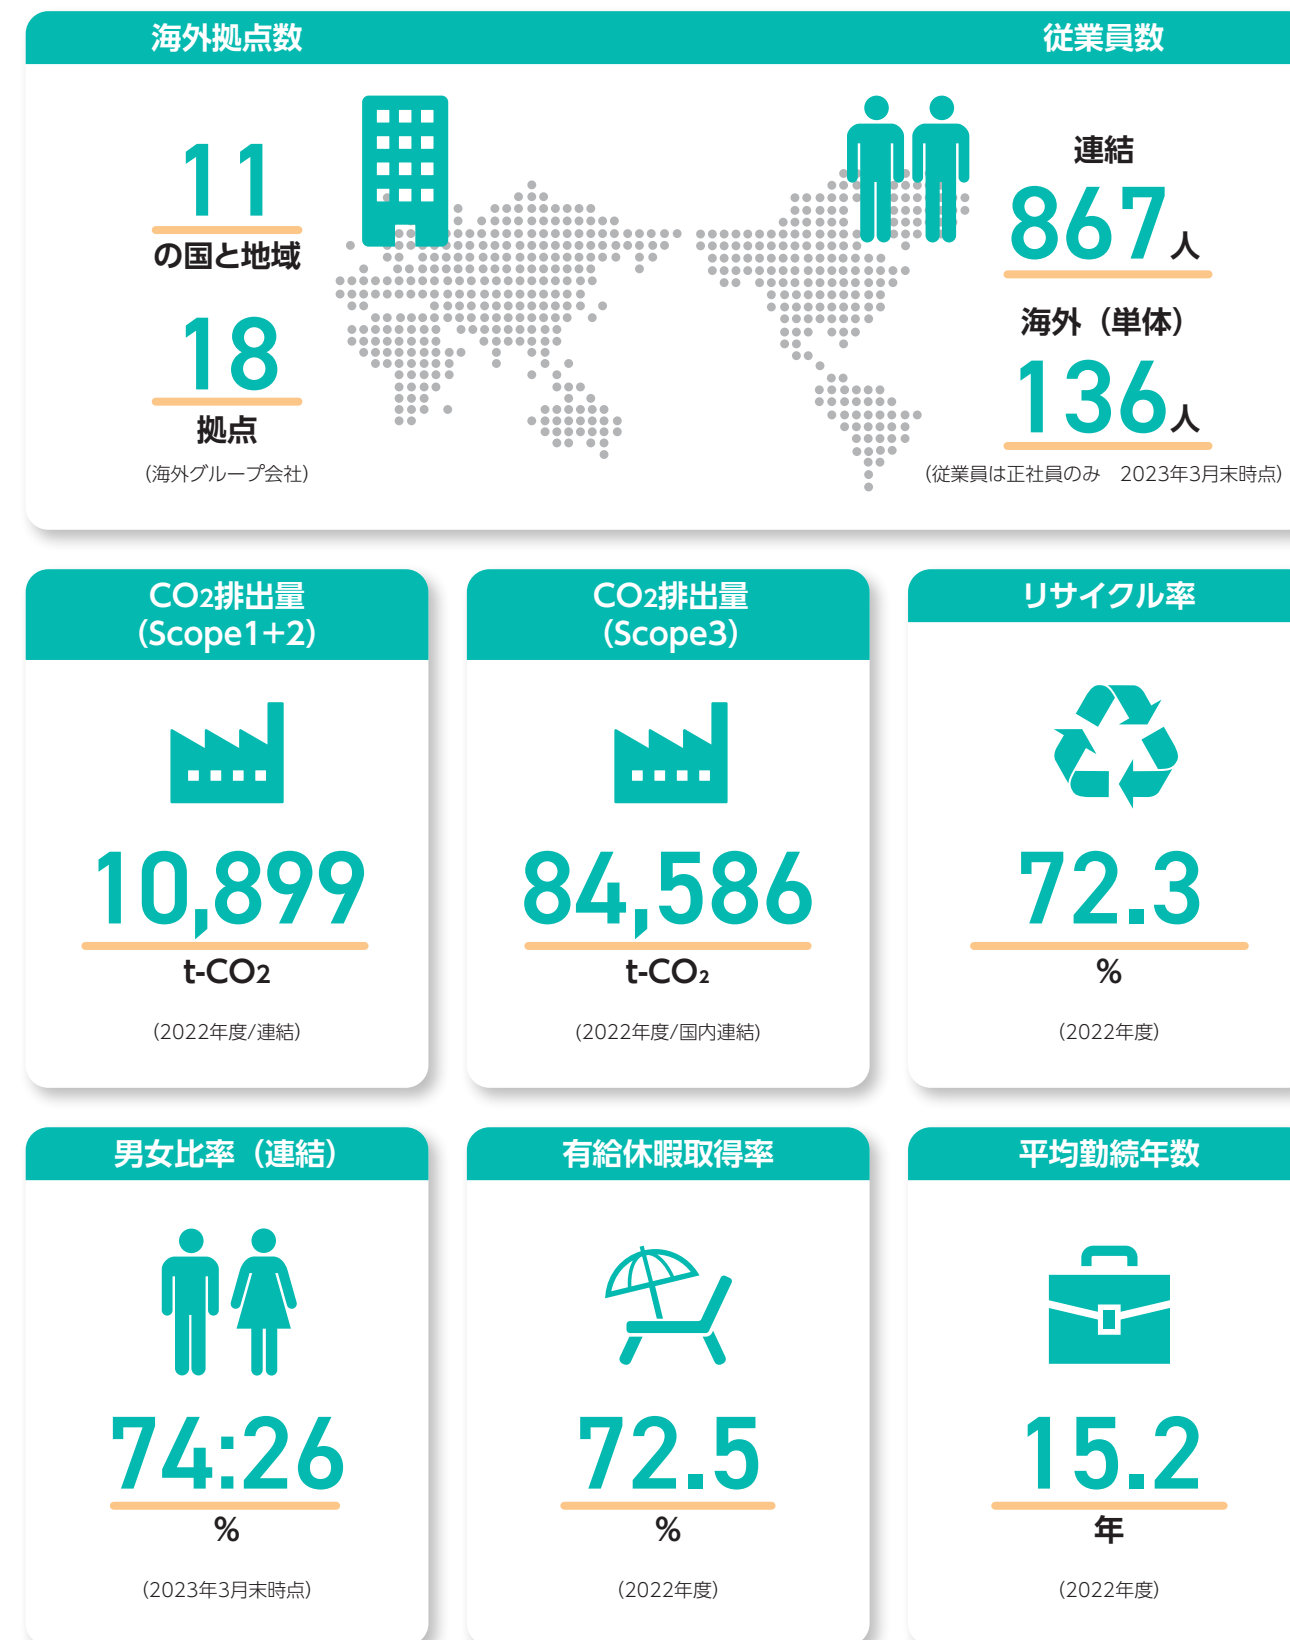 海外拠点数
11
の国と地域
18
拠点
（海外グループ会社）
従業員数
連結
867人
海外（単体）
136人
（従業員は正社員のみ　2023年3月末時点）
CO2排出量
（Scope1+2）
10,899
t-CO2
（2022年度/連結）
CO2排出量
（Scope3）
84,586
t-CO2
（2022年度/国内連結）
リサイクル率
72.3
%
（2022年度）
男女比率（連結）
74:26
%
（2023年3月末時点）
有給休暇取得率
72.5
%
（2022年度）
平均勤続年数
15.2
年
（2022年度）